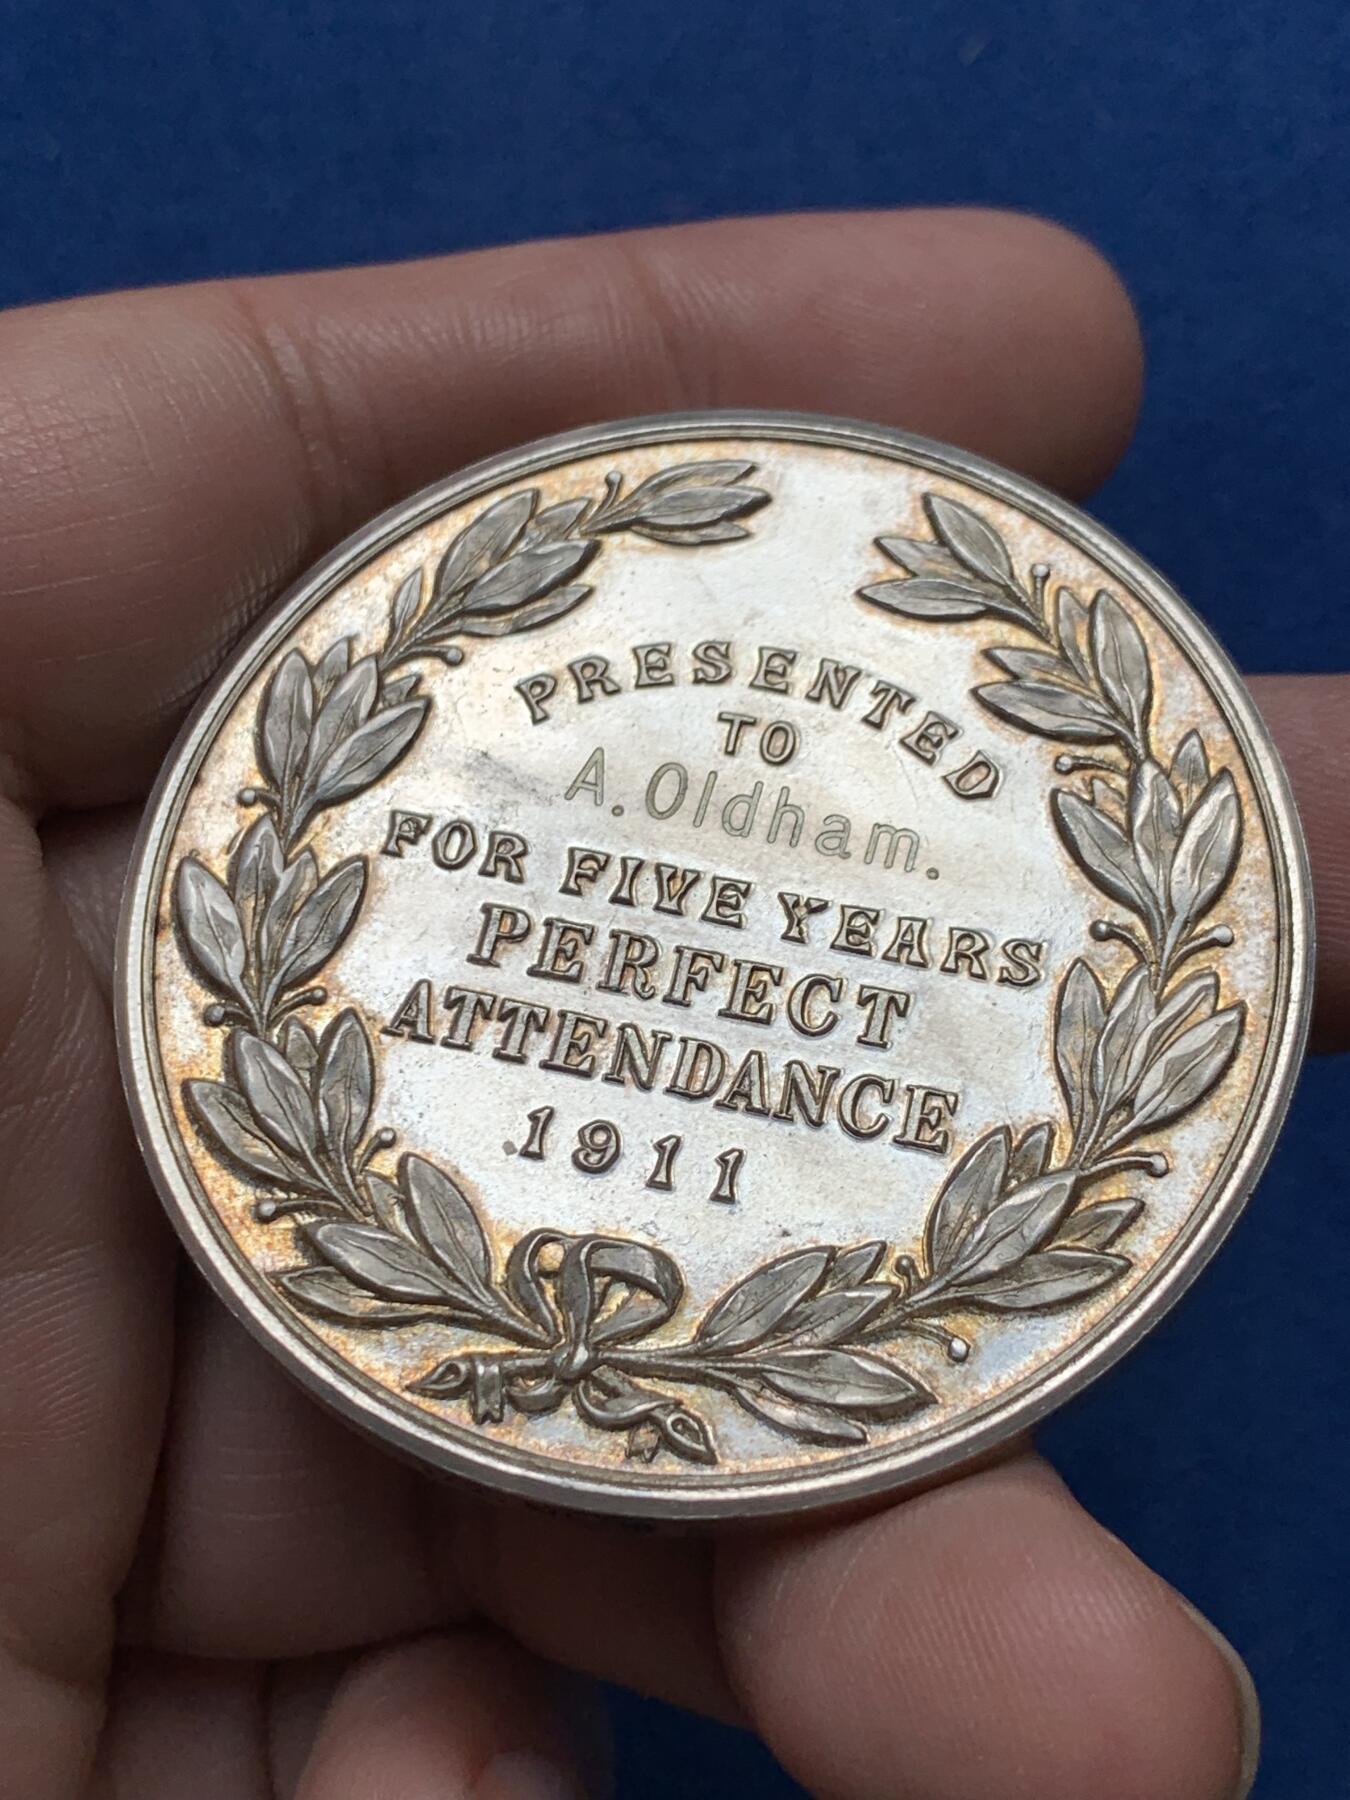 PRESENTED
TO
A. Oldham.
FOR FIVE YEARS
PERFECT
ATTENDANCE
1911